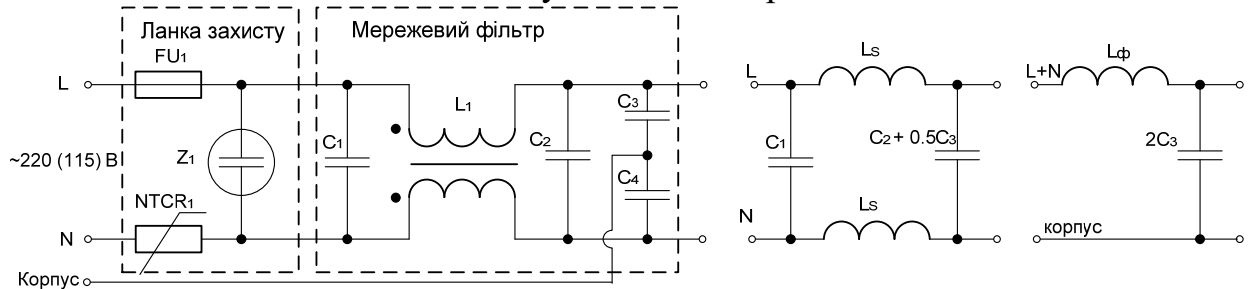 Ланка захисту
FU1
L
~220 (115) В
Z1
NTCR1
N
Корпус
Мережевий фільтр
C1
L1
C2
C3
C4
L
Ls
C1
C2 + 0.5C3
N
Ls
L+N
Lф
2C3
корпус